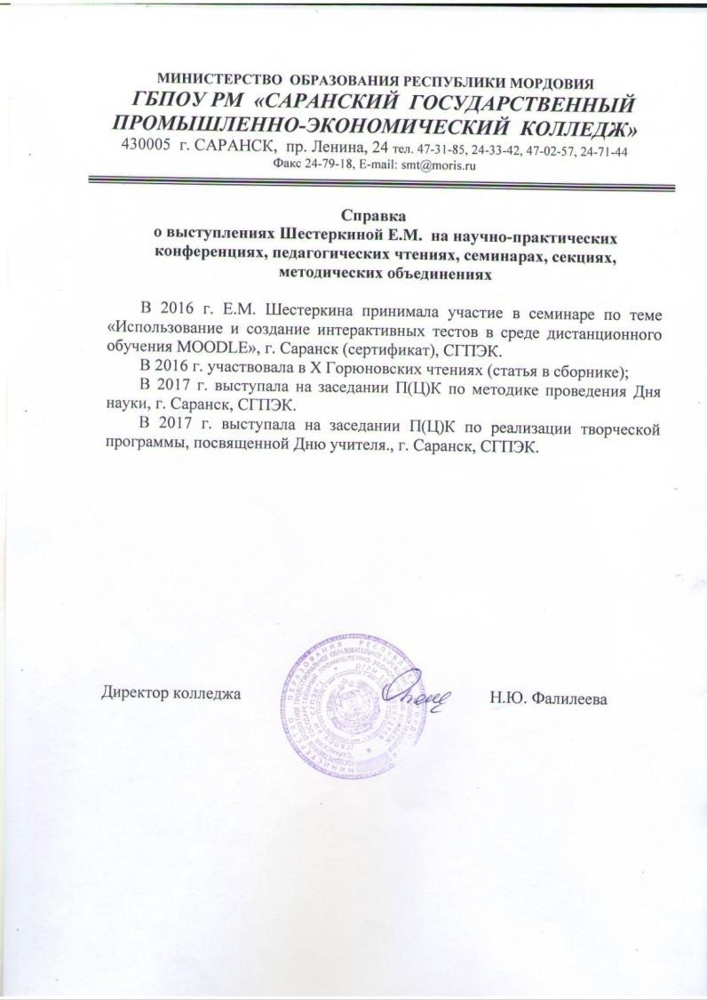 МИНИСТЕРСТВО ОБРАЗОВАНИЯ РЕСПУБЛИКИ МОРДОВИЯ
ГБПОУ РМ «САРАНСКИЙ ГОСУДАРСТВЕННЫЙ
ПРОМЫШЛЕННО-ЭКОНОМИЧЕСКИЙ КОЛЛЕДЖ»
430005 г. САРАНСК, пр. Ленина, 24 тел. 47-31-85, 24-33-42, 47-02-57, 24-71-44
Факс 24-79-18, E-mail: smt@moris.ru
Справка
о выступлениях Шестеркиной Е.М. на научно-практических
конференциях, педагогических чтениях, семинарах, секциях,
методических объединениях
В 2016 г. Е.М. Шестеркина принимала участие в семинаре по теме
«Использование и создание интерактивных тестов в среде дистанционного
обучения MOODLE», г. Саранск (сертификат), СГПЭК.
В 2016 г. участвовала в X Горюновских чтениях (статья в сборнике);
В 2017 г. выступала на заседании П(Ц)К по методике проведения Дня
науки, г. Саранск, СГПЭК.
В 2017 г. выступала на заседании П(Ц)К по реализации творческой
программы, посвященной Дню учителя., г. Саранск, СГПЭК.
Директор колледжа
Н.Ю. Фалилеева